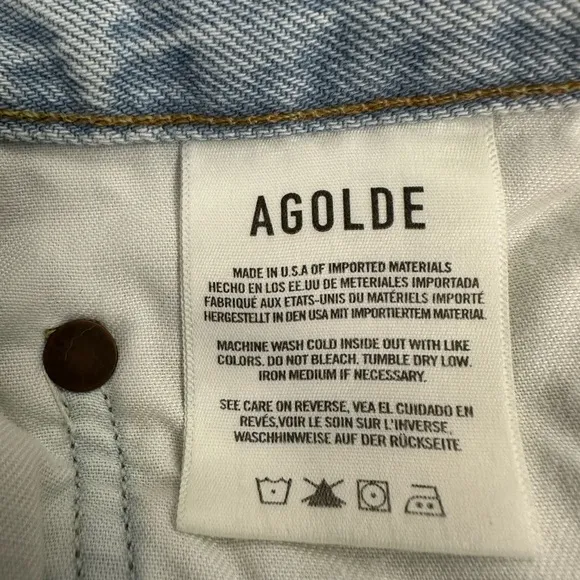 AGOLDE
MADE IN U.S.A OF IMPORTED MATERIALS
HECHO EN LOS EE.UU DE METERIALES IMPORTADA
FABRIQUÉ AUX ETATS-UNIS DU MATÉRIELS IMPORTÉ
HERGESTELLT IN DEN USA MIT IMPORTIERTEM MATERIAL
MACHINE WASH COLD INSIDE OUT WITH LIKE
COLORS. DO NOT BLEACH. TUMBLE DRY LOW.
IRON MEDIUM IF NECESSARY.
SEE CARE ON REVERSE, VEA EL CUIDADO EN
REVÉS,VOIR LE SOIN SUR L'INVERSE,
WASCHHINWEISE AUF DER RÜCKSEITE